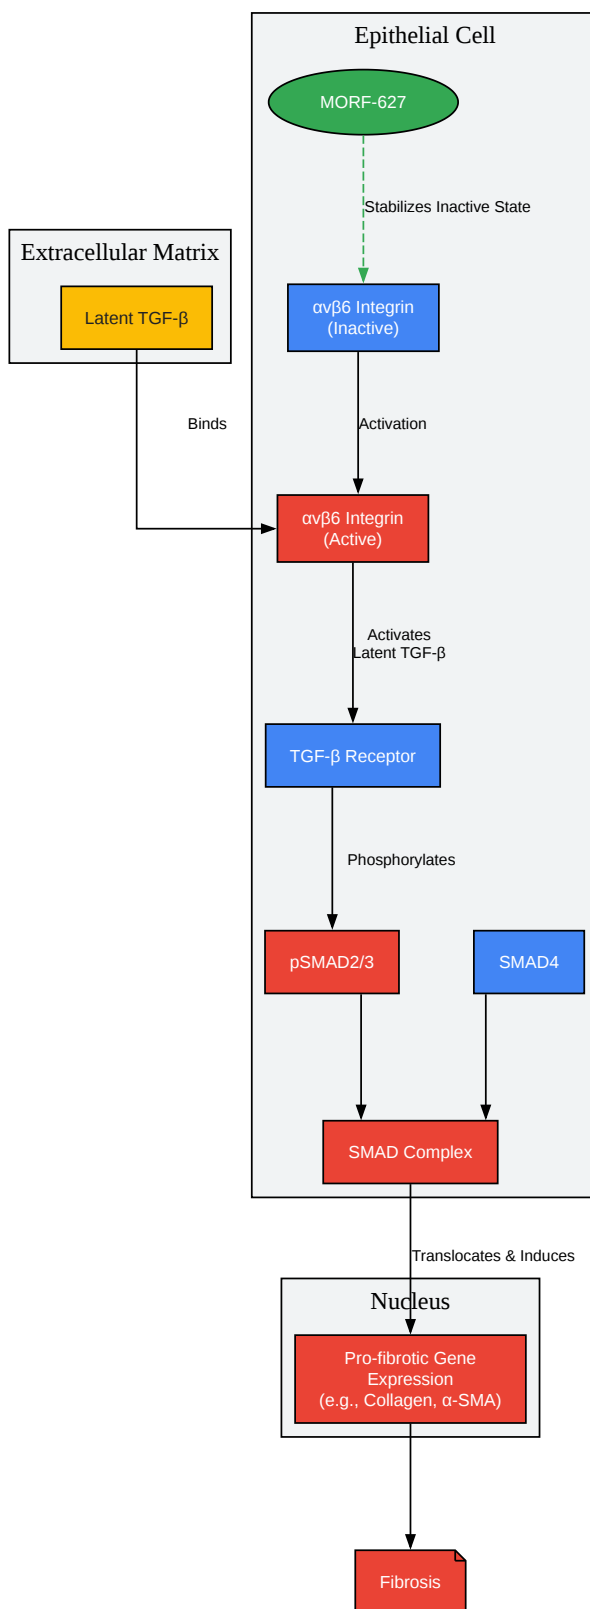 Epithelial Cell
MORF-627
Stabilizes Inactive State
Extracellular Matrix
Latent TGF-β
αvβ6 Integrin
(Inactive)
Binds
Activation
αvβ6 Integrin
(Active)
Activates
Latent TGF-β
TGF-β Receptor
Phosphorylates
pSMAD2/3
SMAD4
SMAD Complex
Translocates & Induces
Nucleus
Pro-fibrotic Gene
Expression
(e.g., Collagen, α-SMA)
Fibrosis